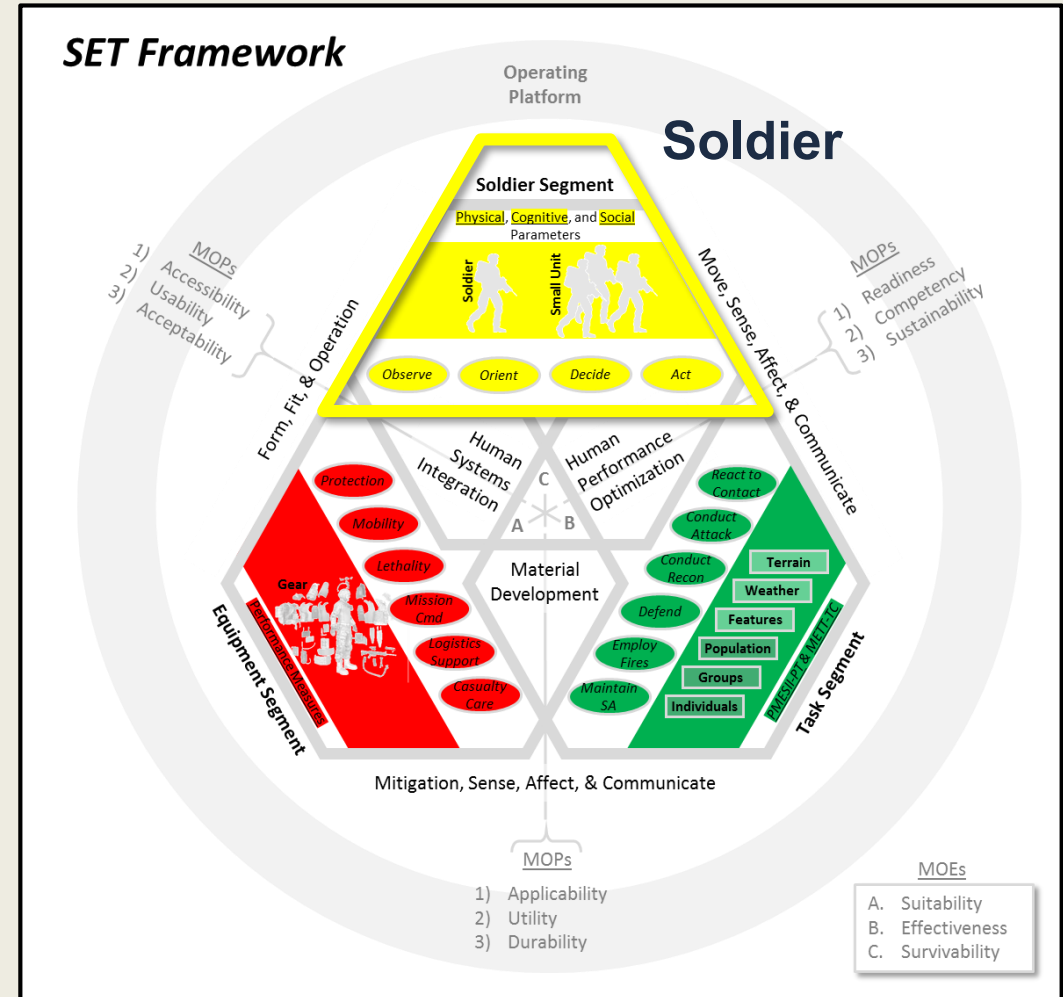 SET Framework
Operating
Platform
Soldier
Soldier Segment
Physical, Cognitive, and Social
Parameters
Soldier
Small Unit
Observe
Orient
Decide
Act
MOPs
1) Accessibility
2) Usability
3) Acceptability
MOPs
1) Readiness
2) Competency
3) Sustainability
Form, Fit, & Operation
Move, Sense, Affect, & Communicate
Human
Systems
Integration
Human
Performance
Optimization
C
A
B
Material
Development
Protection
Mobility
Lethality
Mission
Cmd
Logistics
Support
Casualty
Care
Gear
Performance Measures
Equipment Segment
React to
Contact
Conduct
Attack
Conduct
Recon
Defend
Employ
Fires
Maintain
SA
Terrain
Weather
Features
Population
Groups
Individuals
PMESII-PT & METT-TC
Task Segment
Mitigation, Sense, Affect, & Communicate
MOPs
1) Applicability
2) Utility
3) Durability
MOEs
A. Suitability
B. Effectiveness
C. Survivability